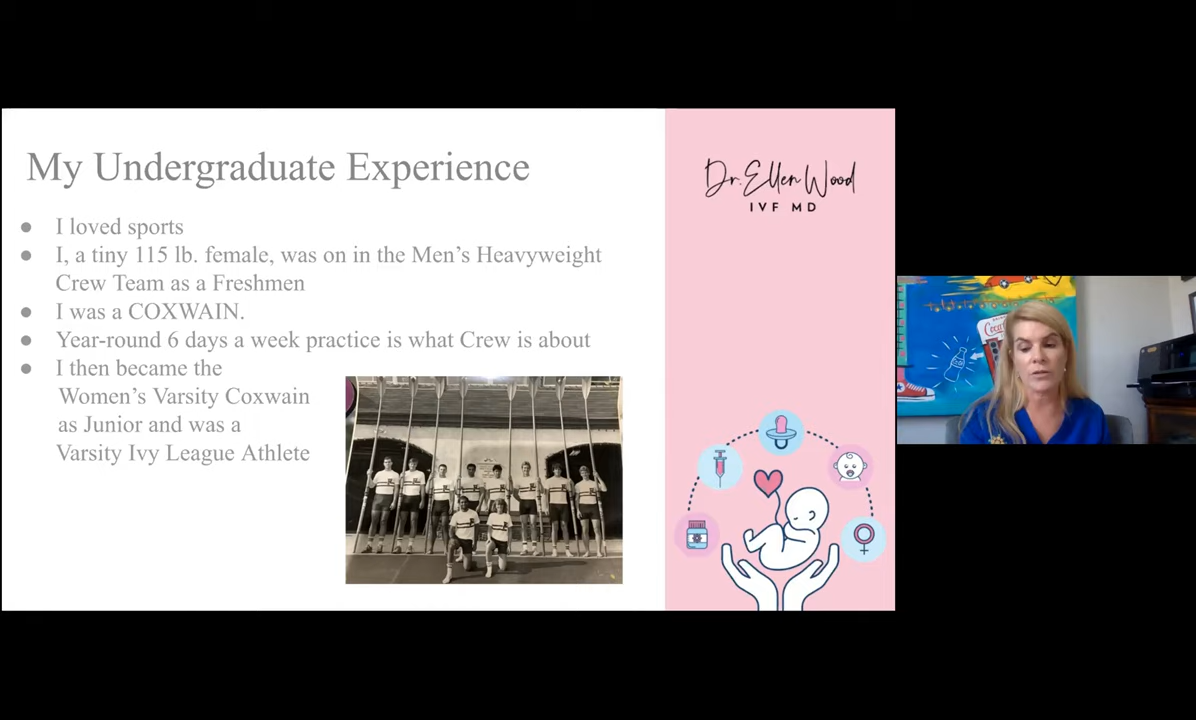 My Undergraduate Experience
● I loved sports
● I, a tiny 115 lb. female, was on in the Men’s Heavyweight
Crew Team as a Freshmen
● I was a COXWAIN.
● Year-round 6 days a week practice is what Crew is about
● I then became the
Women’s Varsity Coxwain
as Junior and was a
Varsity Ivy League Athlete
Dr. Ellen Wood
IVF MD